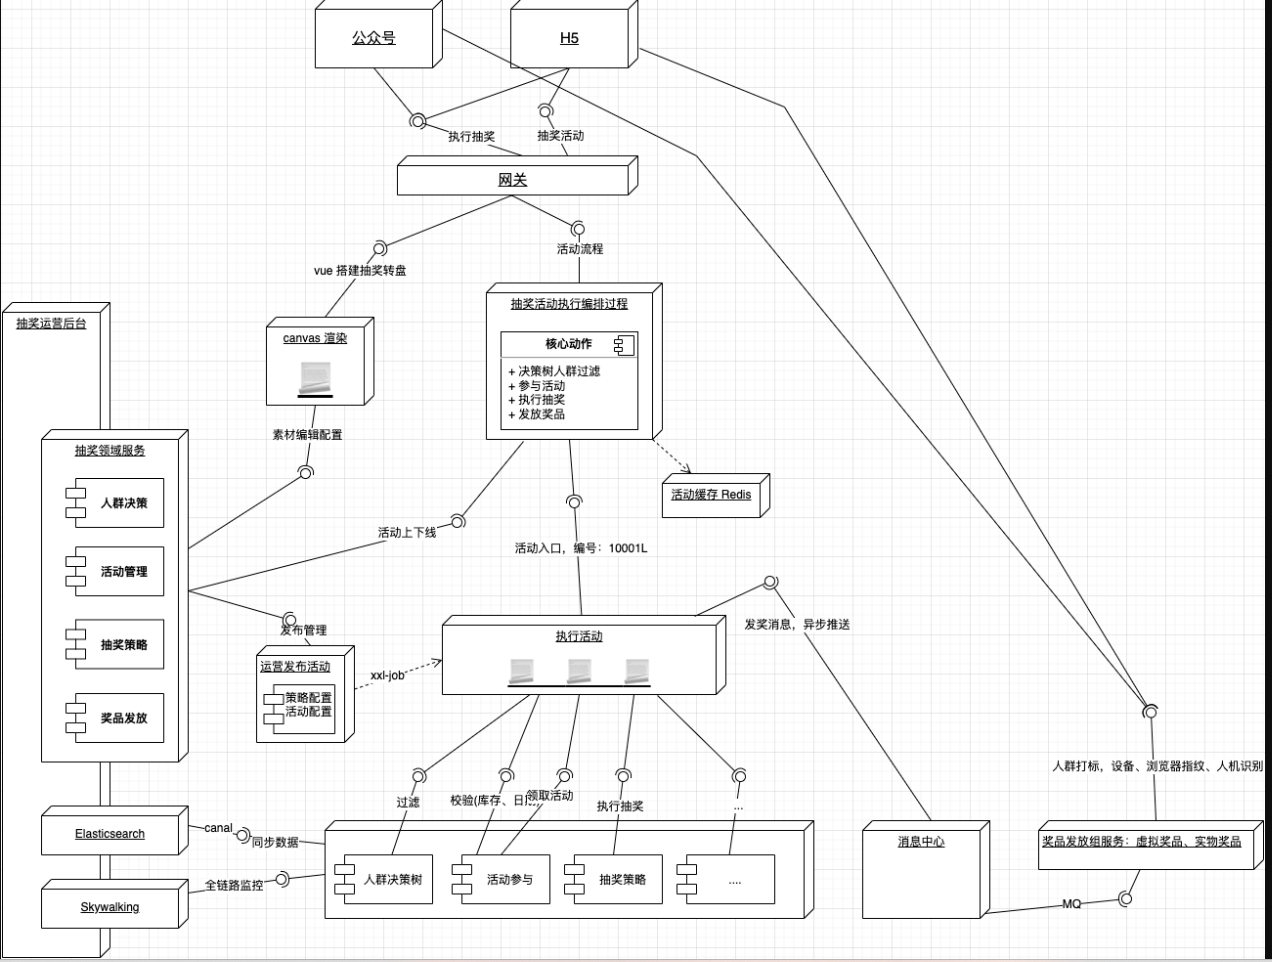 公众号
H5
执行抽奖
抽奖活动
网关
活动流程
vue 搭建抽奖转盘
抽奖运营后台
canvas 渲染
抽奖活动执行编排过程
核心动作
+ 决策树人群过滤
+ 参与活动
+ 执行抽奖
+ 发放奖品
素材编辑配置
抽奖领域服务
人群决策
活动管理
抽奖策略
奖品发放
活动缓存 Redis
活动上下线
活动入口，编号：10001L
发布管理
运营发布活动
策略配置
活动配置
xxl-job
执行活动
发奖消息，异步推送
人群打标，设备、浏览器指纹、人机识别
过滤
校验(库存、日
领取活动
执行抽奖
...
Elasticsearch
canal
同步数据
Skywalking
全链路监控
人群决策树
活动参与
抽奖策略
....
消息中心
奖品发放组服务：虚拟奖品、实物奖品
MQ